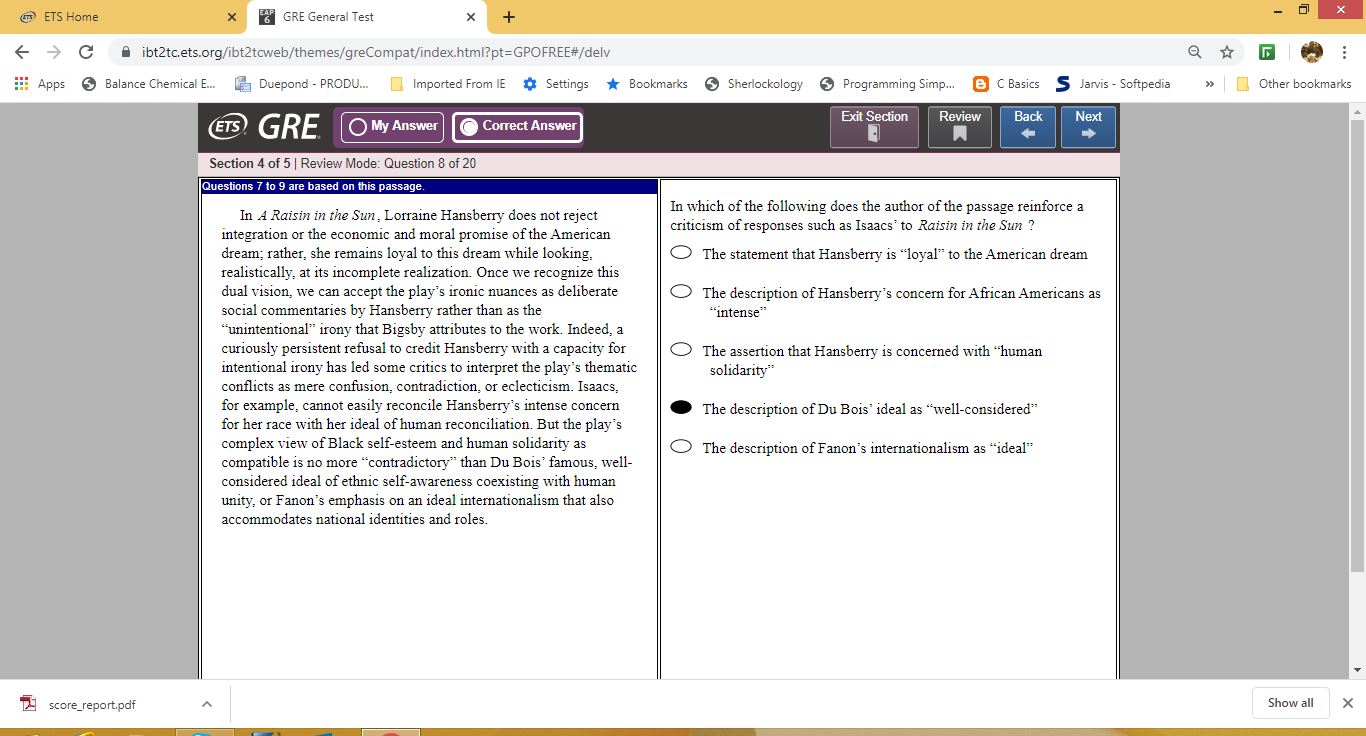 ETS Home
GRE General Test
ibt2tc.ets.org/ibt2tcweb/themes/greCompat/index.html?pt=GPOFREE#/delv
Apps Balance Chemical E... Duepond - PRODU... Imported From IE Settings Bookmarks Sherlockology Programming Simp... C Basics Jarvis - Softpedia » Other bookmarks
ETS GRE My Answer Correct Answer Exit Section Review Back Next
Section 4 of 5 | Review Mode: Question 8 of 20
Questions 7 to 9 are based on this passage.
In A Raisin in the Sun, Lorraine Hansberry does not reject
integration or the economic and moral promise of the American
dream; rather, she remains loyal to this dream while looking,
realistically, at its incomplete realization. Once we recognize this
dual vision, we can accept the play's ironic nuances as deliberate
social commentaries by Hansberry rather than as the
“unintentional” irony that Bigsby attributes to the work. Indeed, a
curiously persistent refusal to credit Hansberry with a capacity for
intentional irony has led some critics to interpret the play's thematic
conflicts as mere confusion, contradiction, or eclecticism. Isaacs,
for example, cannot easily reconcile Hansberry's intense concern
for her race with her ideal of human reconciliation. But the play's
complex view of Black self-esteem and human solidarity as
compatible is no more “contradictory” than Du Bois' famous, well-
considered ideal of ethnic self-awareness coexisting with human
unity, or Fanon's emphasis on an ideal internationalism that also
accommodates national identities and roles.
In which of the following does the author of the passage reinforce a
criticism of responses such as Isaacs' to Raisin in the Sun ?
The statement that Hansberry is “loyal” to the American dream
The description of Hansberry's concern for African Americans as
“intense”
The assertion that Hansberry is concerned with “human
solidarity”
The description of Du Bois' ideal as “well-considered”
The description of Fanon's internationalism as “ideal”
score_report.pdf
Show all